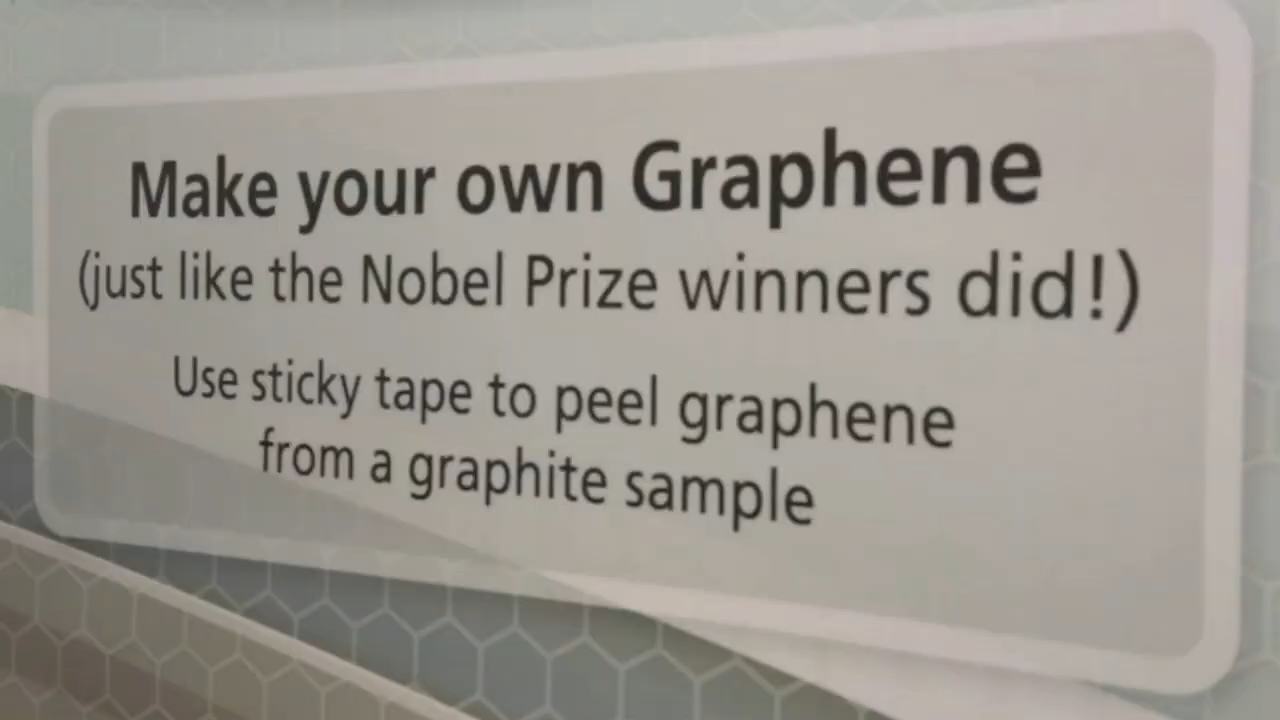 Make your own Graphene
(just like the Nobel Prize winners did!)
Use sticky tape to peel graphene
from a graphite sample